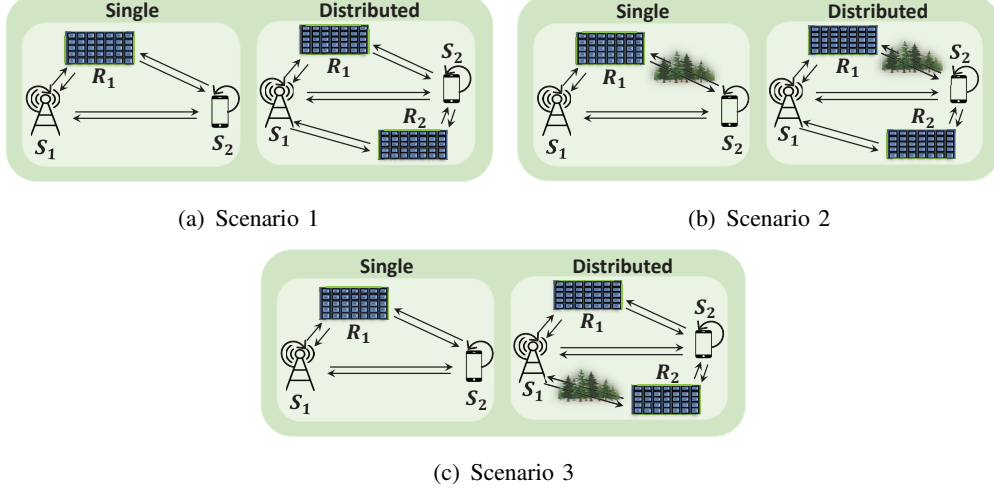 Single Distributed
R₁ R₁ S₂
S₁ S₂ S₁ R₂
(a) Scenario 1
Single Distributed
R₁ R₁ S₂
S₁ S₂ S₁ R₂
(b) Scenario 2
Single Distributed
R₁ R₁ S₂
S₁ S₂ S₁ R₂
(c) Scenario 3